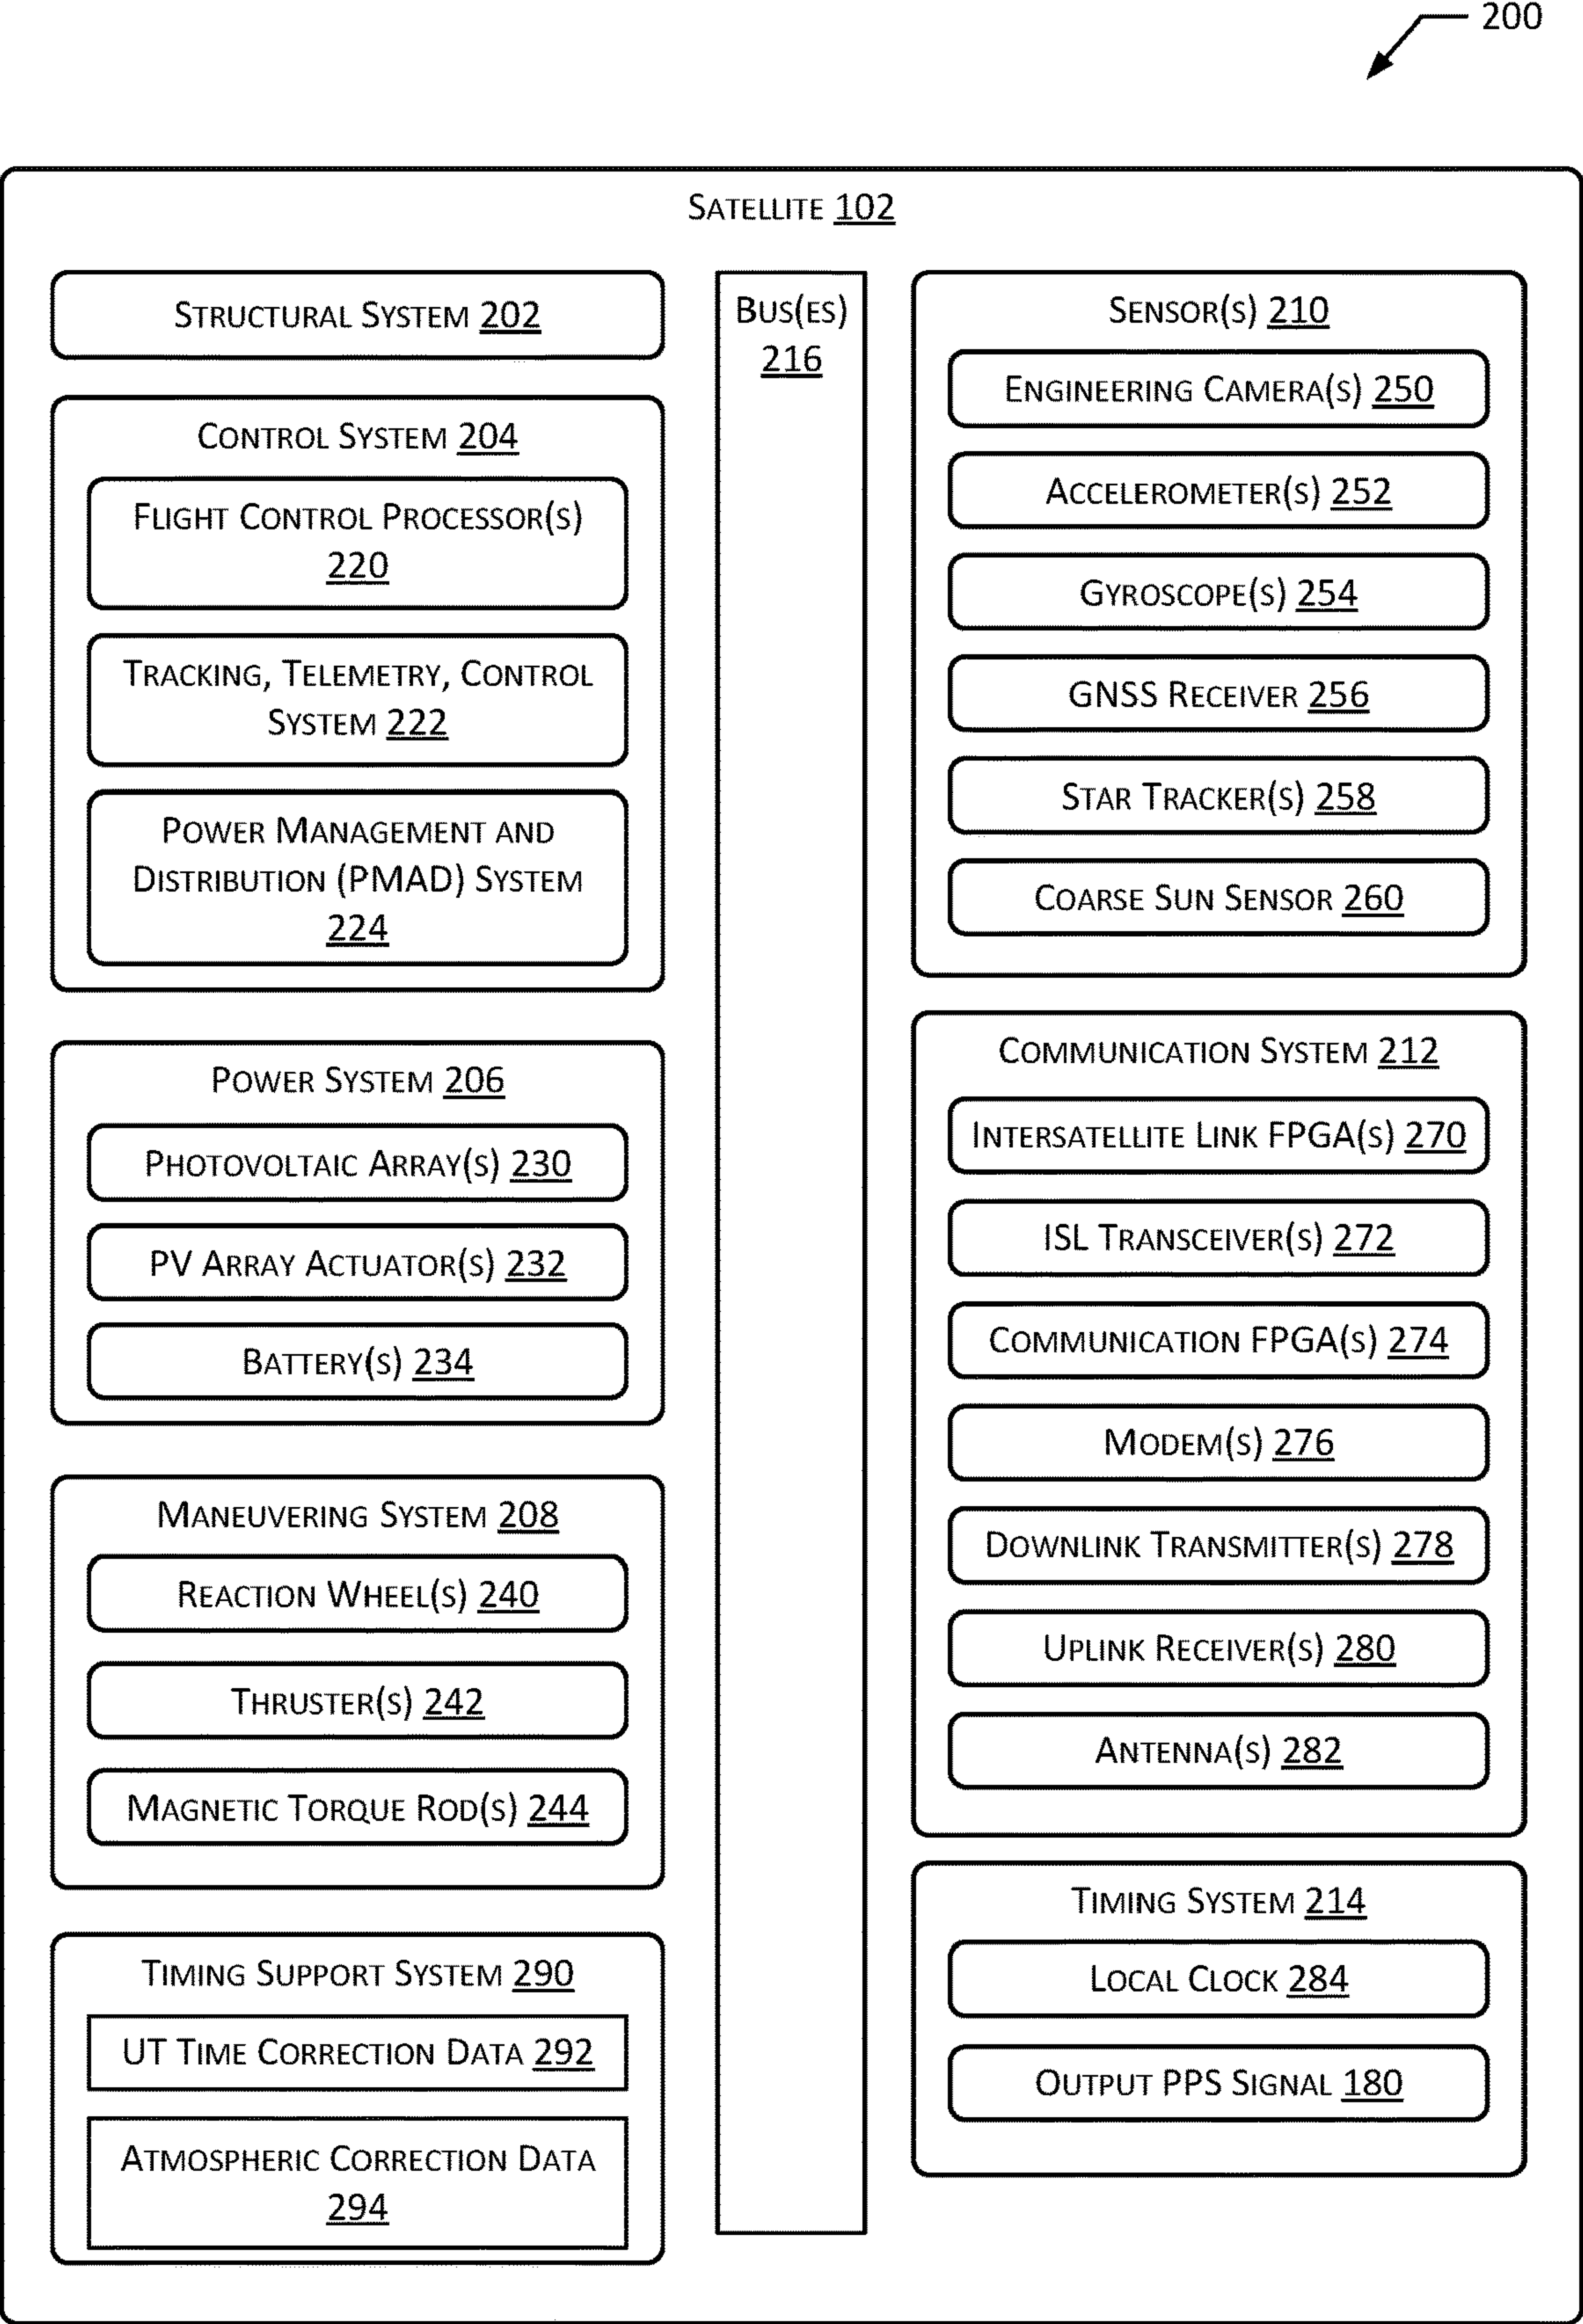 200
SATELLITE 102
STRUCTURAL SYSTEM 202
CONTROL SYSTEM 204
FLIGHT CONTROL PROCESSOR(S)
220
TRACKING, TELEMETRY, CONTROL
SYSTEM 222
POWER MANAGEMENT AND
DISTRIBUTION (PMAD) SYSTEM
224
POWER SYSTEM 206
PHOTOVOLTAIC ARRAY(S) 230
PV ARRAY ACTUATOR(S) 232
BATTERY(S) 234
MANEUVERING SYSTEM 208
REACTION WHEEL(S) 240
THRUSTER(S) 242
MAGNETIC TORQUE ROD(S) 244
TIMING SUPPORT SYSTEM 290
UT TIME CORRECTION DATA 292
ATMOSPHERIC CORRECTION DATA
294
BUS(ES)
216
SENSOR(S) 210
ENGINEERING CAMERA(S) 250
ACCELEROMETER(S) 252
GYROSCOPE(S) 254
GNSS RECEIVER 256
STAR TRACKER(S) 258
COARSE SUN SENSOR 260
COMMUNICATION SYSTEM 212
INTERSATELLITE LINK FPGA(S) 270
ISL TRANSCEIVER(S) 272
COMMUNICATION FPGA(S) 274
MODEM(S) 276
DOWNLINK TRANSMITTER(S) 278
UPLINK RECEIVER(S) 280
ANTENNA(S) 282
TIMING SYSTEM 214
LOCAL CLOCK 284
OUTPUT PPS SIGNAL 180